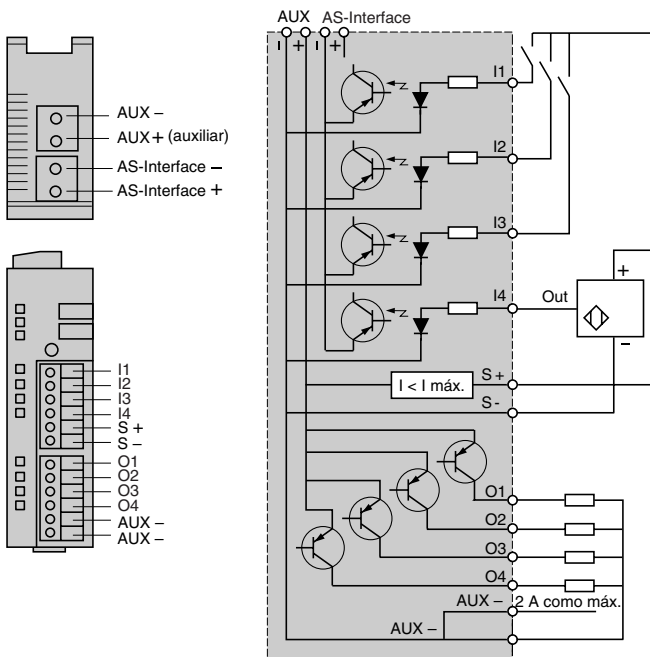 AUX –
AUX+ (auxiliar)
AS-Interface –
AS-Interface +
I1
I2
I3
I4
S +
S –
O1
O2
O3
O4
AUX –
AUX –
AUX AS-Interface
– + – +
I1
I2
I3
I4
Out
+
–
I < I máx.
S +
S -
O1
O2
O3
O4
AUX – 2 A como máx.
AUX –